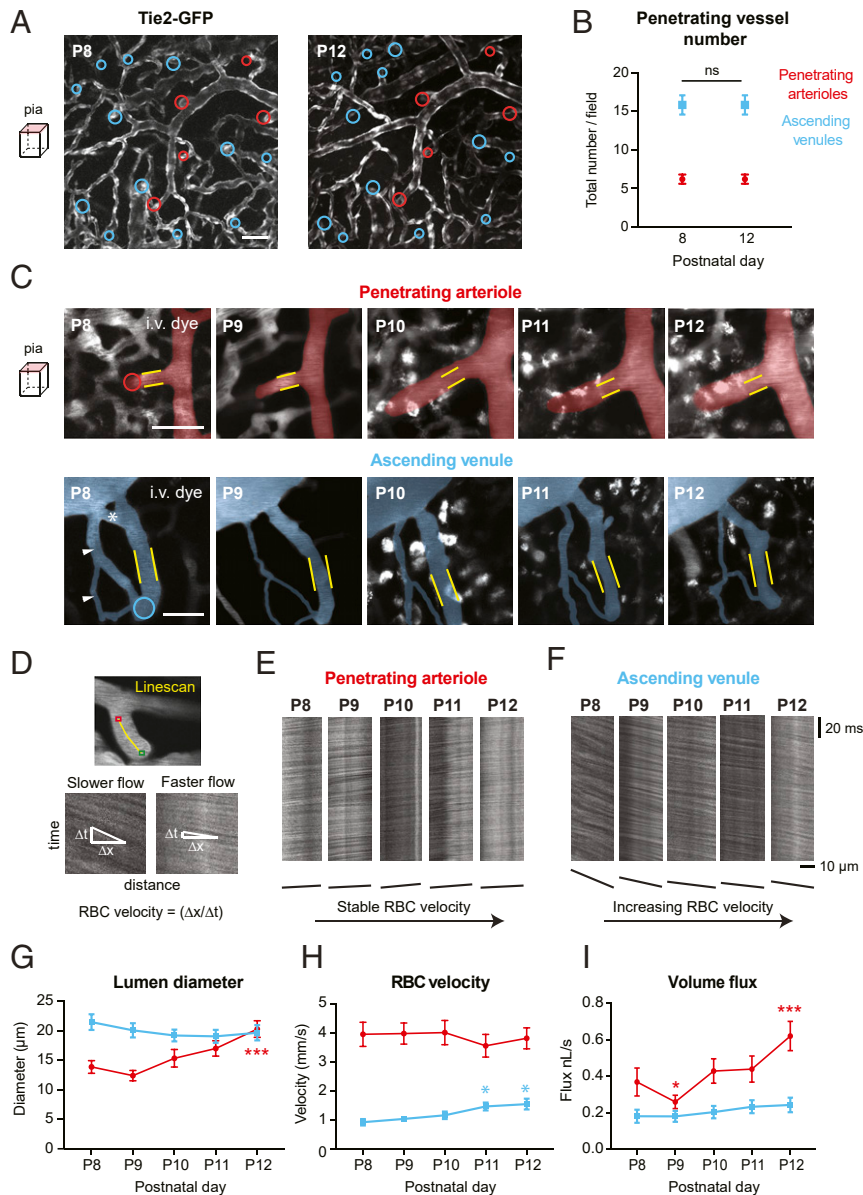 A
Tie2-GFP
P8
P12
pia
B
Penetrating vessel
number
ns
20
15
10
5
0
Total number / field
8
12
Postnatal day
Penetrating
arterioles
Ascending
venules
C
Penetrating arteriole
pia
P8
i.v. dye
P9
P10
P11
P12
Ascending venule
P8
i.v. dye
*
P9
P10
P11
P12
D
Linescan
Slower flow
Faster flow
time
Δt
Δx
Δt
Δx
distance
RBC velocity = (Δx/Δt)
E
Penetrating arteriole
P8 P9 P10 P11 P12
Stable RBC velocity
F
Ascending venule
P8 P9 P10 P11 P12
20 ms
10 µm
Increasing RBC velocity
G
Lumen diameter
25
20
15
10
5
0
Diameter (µm)
***
P8 P9 P10 P11 P12
Postnatal day
H
RBC velocity
5
4
3
2
1
0
Velocity (mm/s)
*
*
P8 P9 P10 P11 P12
Postnatal day
I
Volume flux
0.8
0.6
0.4
0.2
0.0
Flux nL/s
*
***
P8 P9 P10 P11 P12
Postnatal day